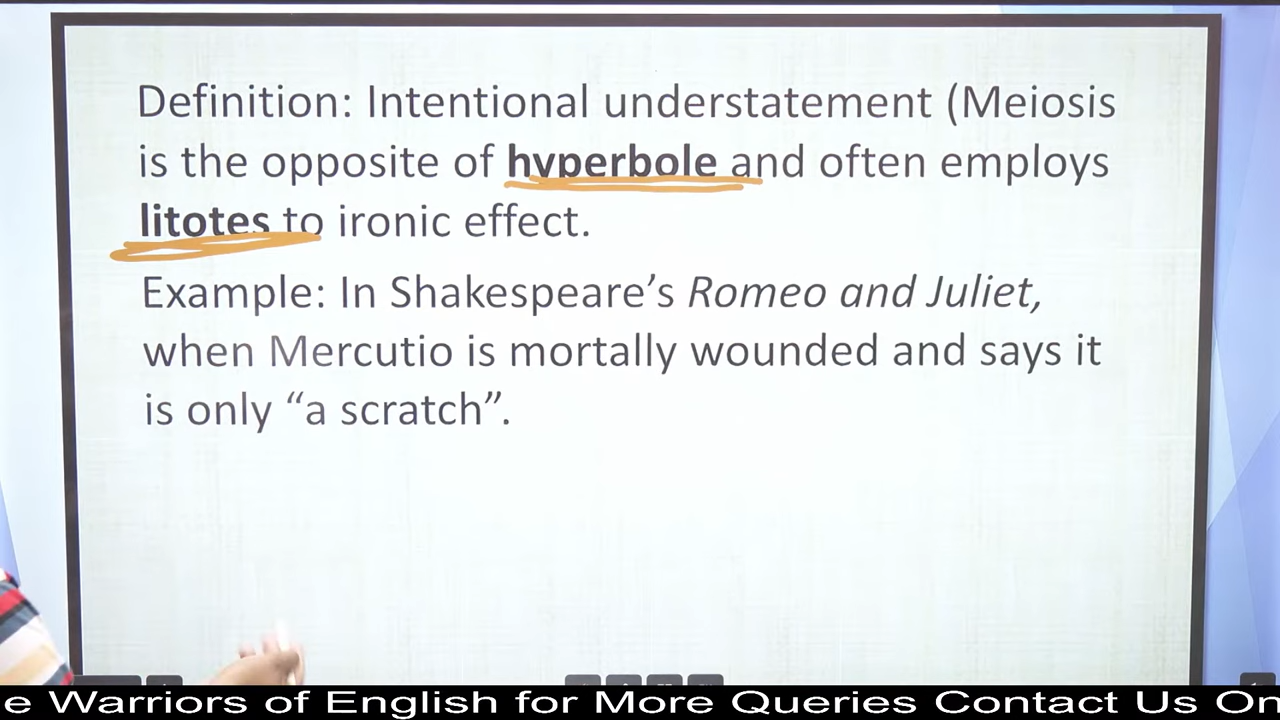 Definition: Intentional understatement (Meiosis
is the opposite of hyperbole and often employs
litotes to ironic effect.
Example: In Shakespeare’s Romeo and Juliet,
when Mercutio is mortally wounded and says it
is only “a scratch”.
e Warriors of English for More Queries Contact Us On